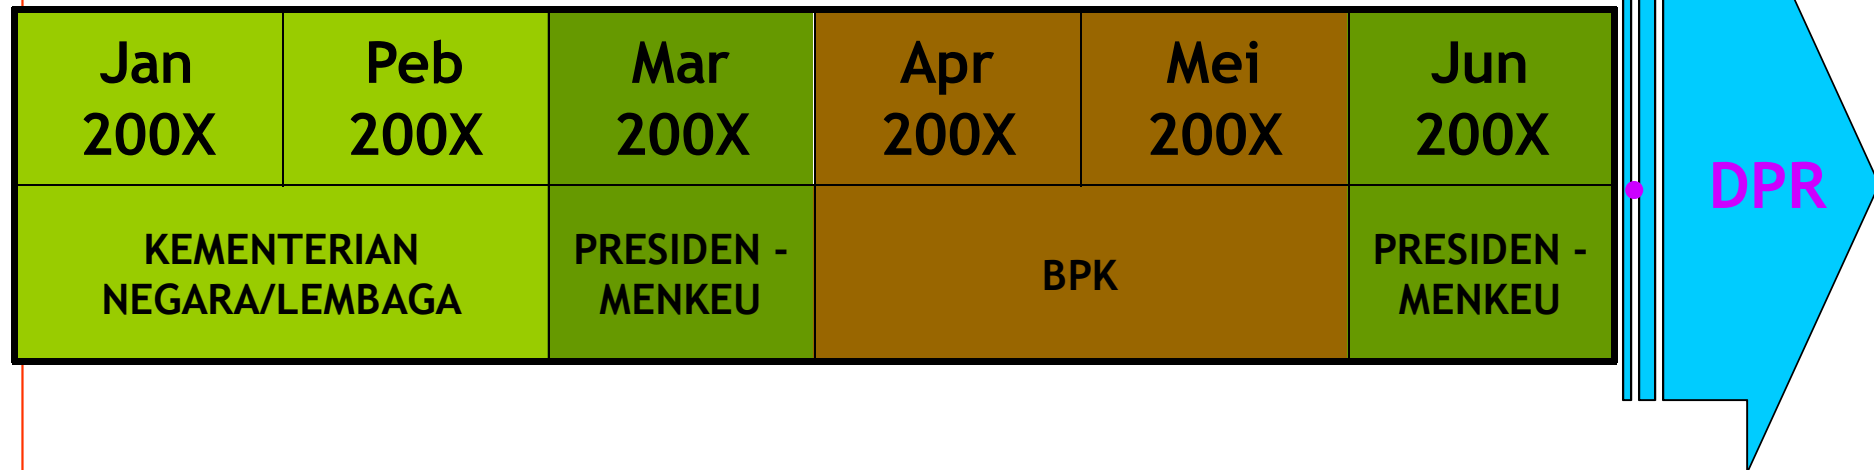 Jan 200X
Peb 200X
Mar 200X
Apr 200X
Mei 200X
Jun 200X
KEMENTERIAN
NEGARA/LEMBAGA
PRESIDEN -
MENKEU
BPK
PRESIDEN -
MENKEU
DPR